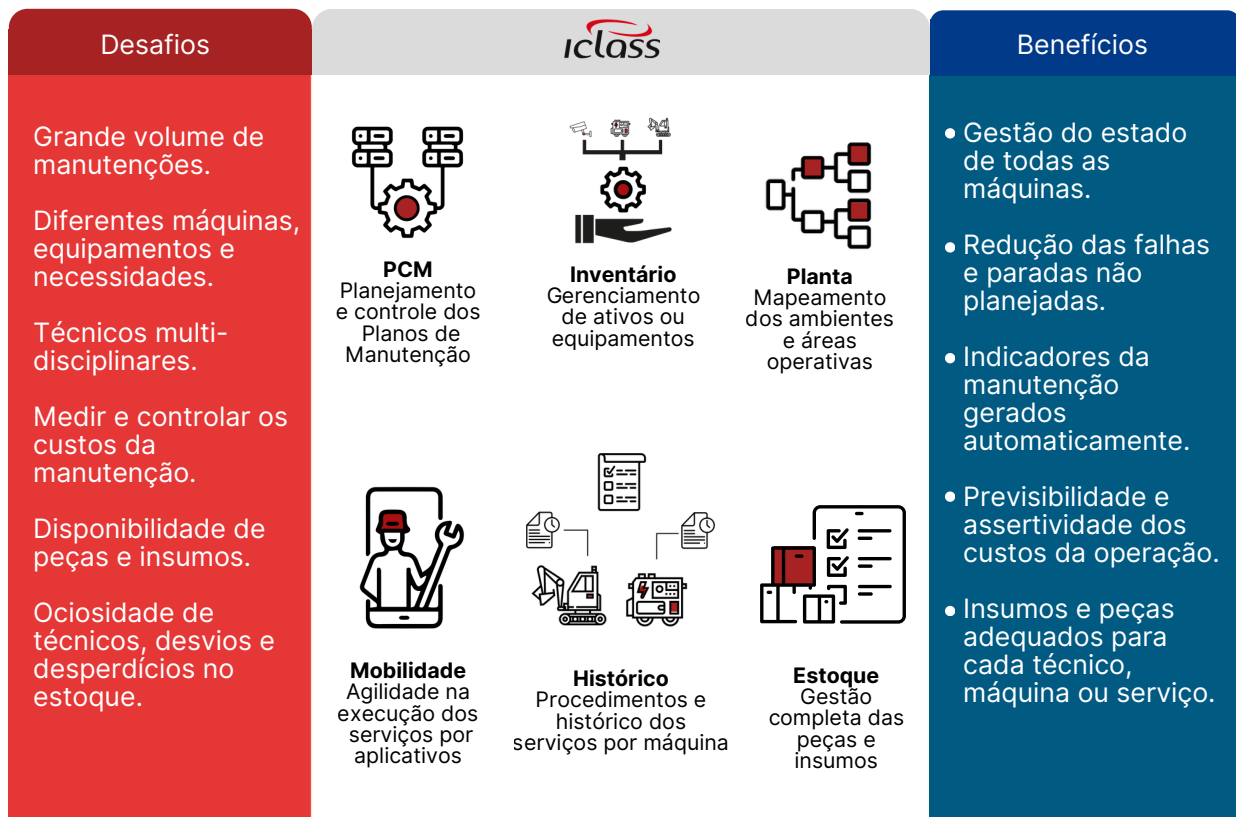 Desafios
Grande volume de
manutenções.
Diferentes máquinas,
equipamentos e
necessidades.
Técnicos multi-
disciplinares.
Medir e controlar os
custos da
manutenção.
Disponibilidade de
peças e insumos.
Ociosidade de
técnicos, desvios e
desperdícios no
estoque.
ıclass
PCM
Planejamento
e controle dos
Planos de
Manutenção
Inventário
Gerenciamento
de ativos ou
equipamentos
Planta
Mapeamento
dos ambientes
e áreas
operativas
Mobilidade
Agilidade na
execução dos
serviços por
aplicativos
Histórico
Procedimentos e
histórico dos
serviços por máquina
Estoque
Gestão
completa das
peças e
insumos
Benefícios
• Gestão do estado
de todas as
máquinas.
• Redução das falhas
e paradas não
planejadas.
• Indicadores da
manutenção
gerados
automaticamente.
• Previsibilidade e
assertividade dos
custos da operação.
• Insumos e peças
adequados para
cada técnico,
máquina ou serviço.